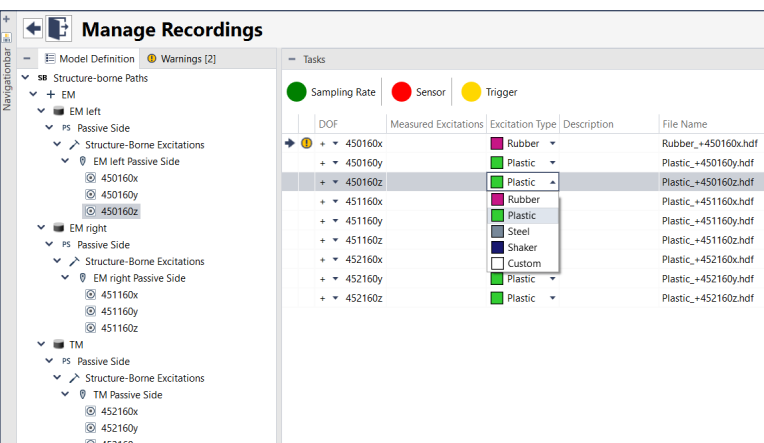 Manage Recordings
Navigationbar
Model Definition
Warnings [2]
SB Structure-borne Paths
EM
EM left
PS Passive Side
Structure-Borne Excitations
EM left Passive Side
450160x
450160y
450160z
EM right
PS Passive Side
Structure-Borne Excitations
EM right Passive Side
451160x
451160y
451160z
TM
PS Passive Side
Structure-Borne Excitations
TM Passive Side
452160x
452160y
Tasks
Sampling Rate Sensor Trigger
DOF Measured Excitations Excitation Type Description File Name
+ 450160x Rubber Rubber_+450160x.hdf
+ 450160y Plastic Plastic_+450160y.hdf
+ 450160z Plastic Plastic_+450160z.hdf
+ 451160x Plastic_+451160x.hdf
+ 451160y Plastic_+451160y.hdf
+ 451160z Plastic_+451160z.hdf
+ 452160x Plastic_+452160x.hdf
+ 452160y Plastic Plastic_+452160y.hdf
+ 452160z Plastic Plastic_+452160z.hdf
Rubber
Plastic
Steel
Shaker
Custom